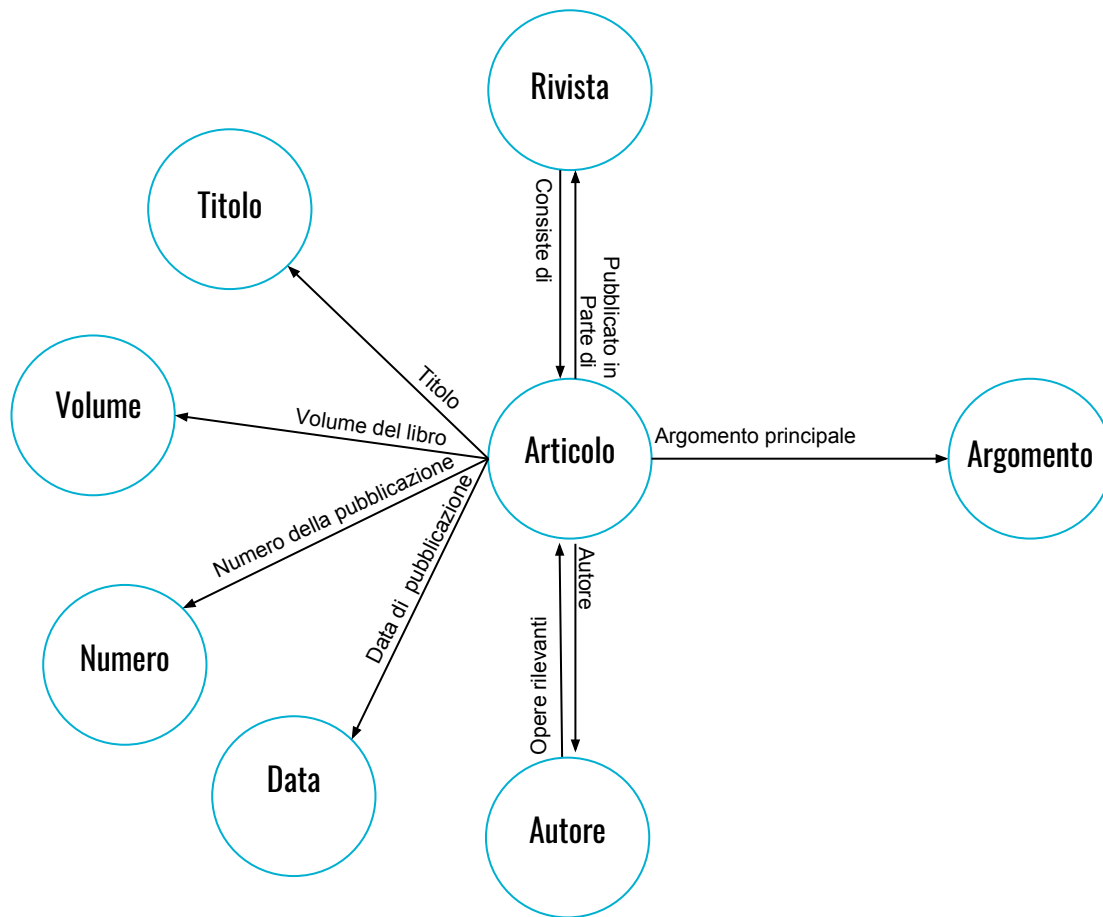 Rivista
Titolo
Consiste di
Pubblicato in
Parte di
Titolo
Volume
Volume del libro
Articolo
Argomento principale
Argomento
Numero della pubblicazione
Data di pubblicazione
Autore
Opere rilevanti
Numero
Data
Autore